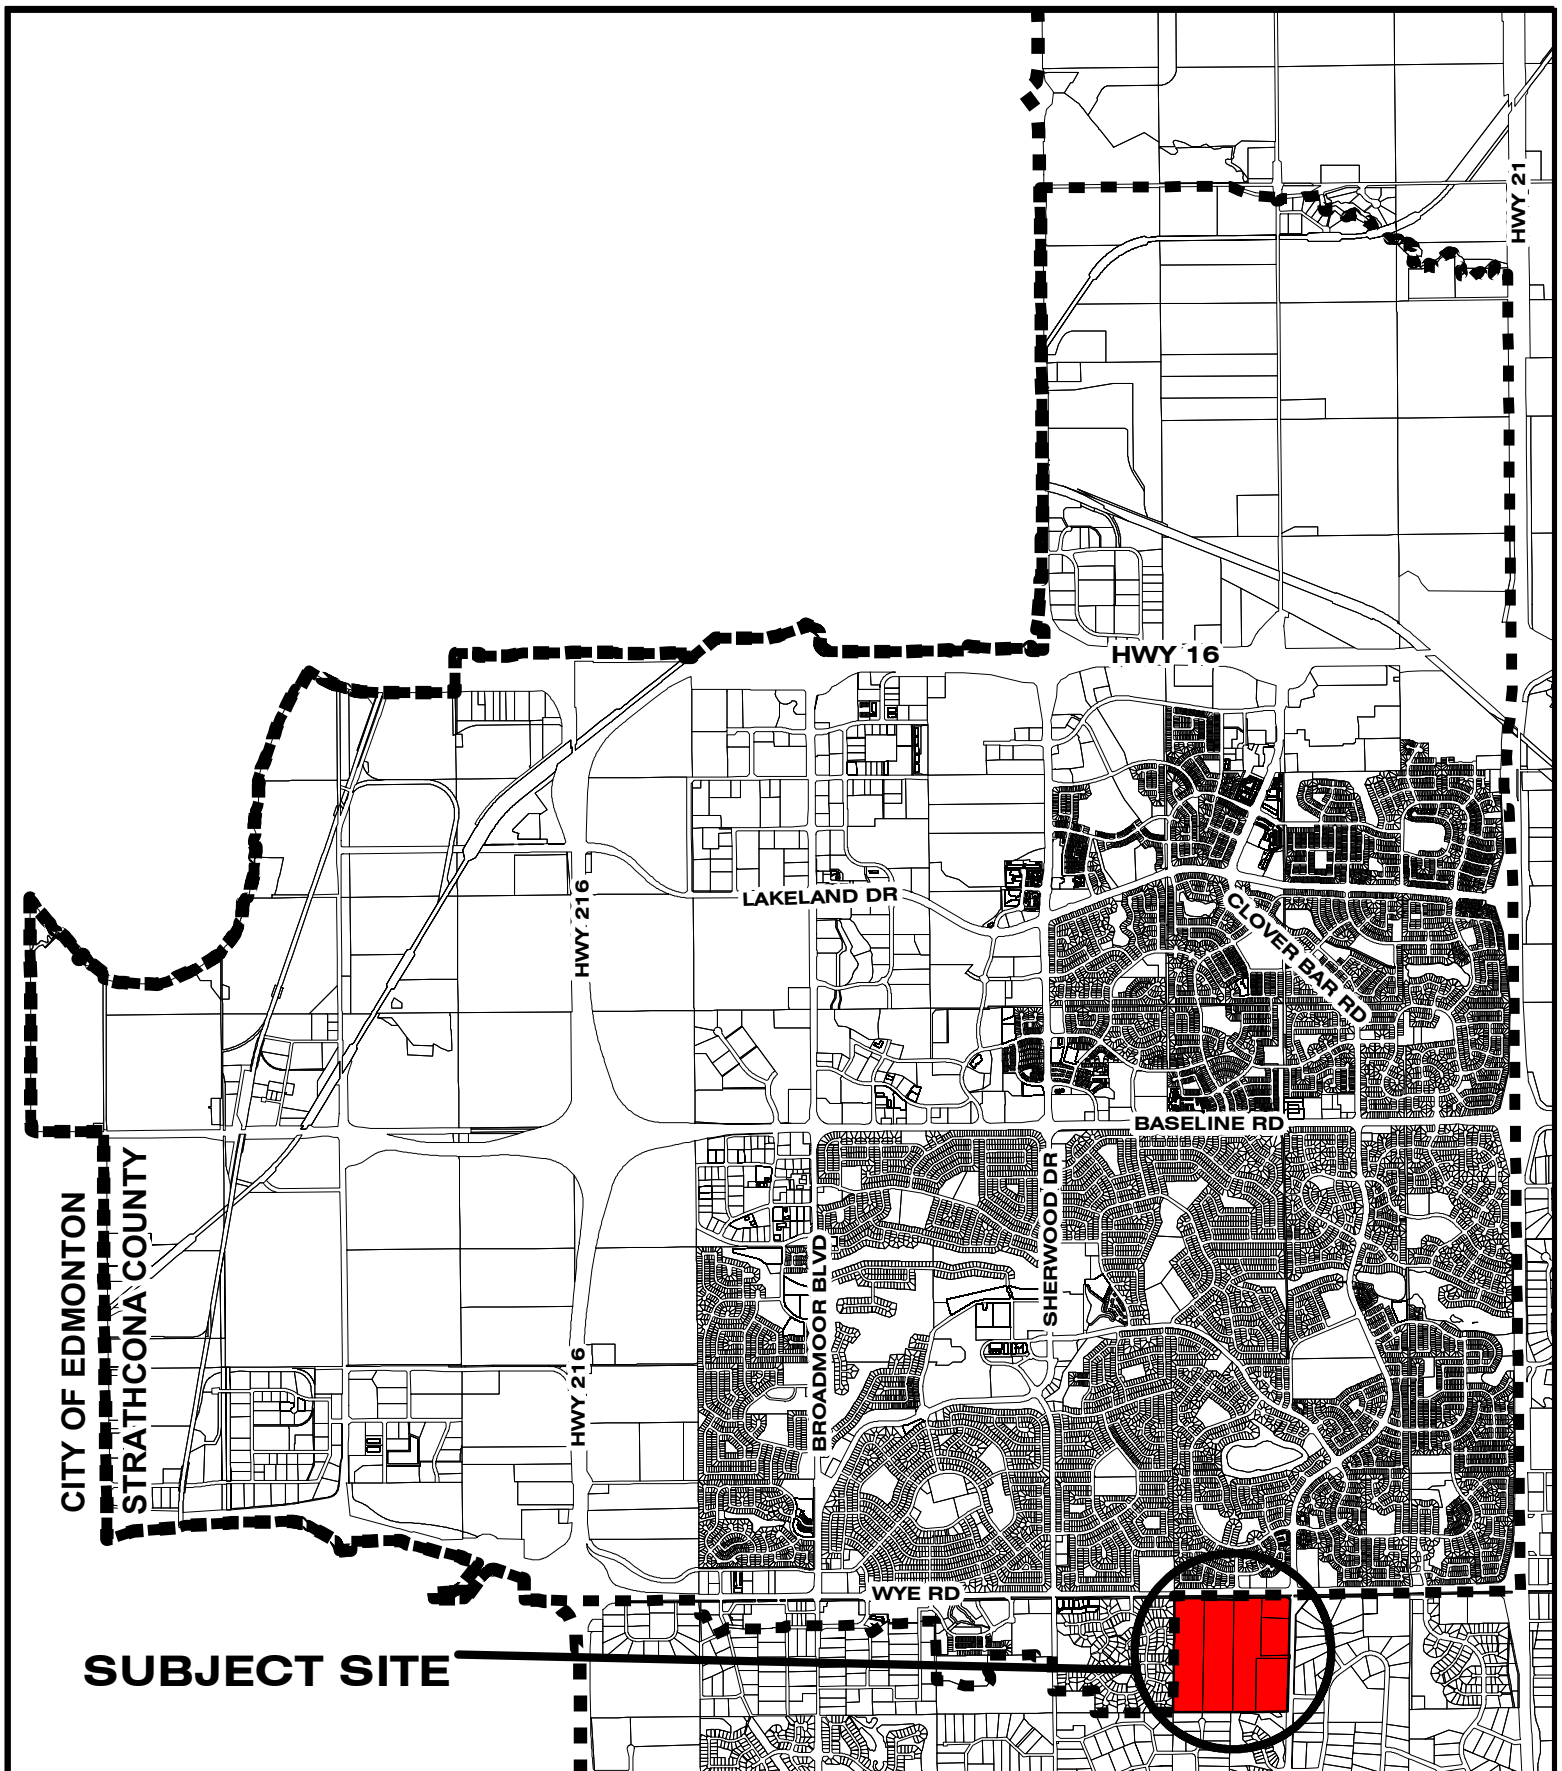 HWY 21
HWY 16
LAKELAND DR
HWY 216
CLOVER BAR RD
BASELINE RD
CITY OF EDMONTON
STRATHCONA COUNTY
SHERWOOD DR
BROADMOOR BLVD
HWY 216
WYE RD
SUBJECT SITE